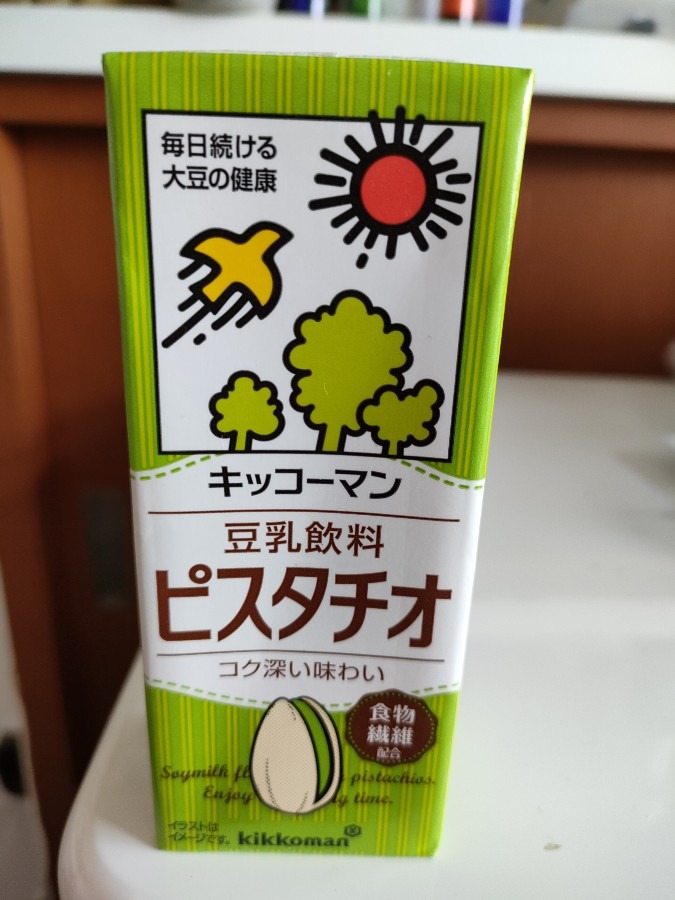 毎日続ける
大豆の健康
キッコーマン
豆乳飲料
ピスタチオ
コク深い味わい
食物
繊維
配合
Soymilk pistachios.
Enjoy time.
イラストは
イメージです。
kikkoman